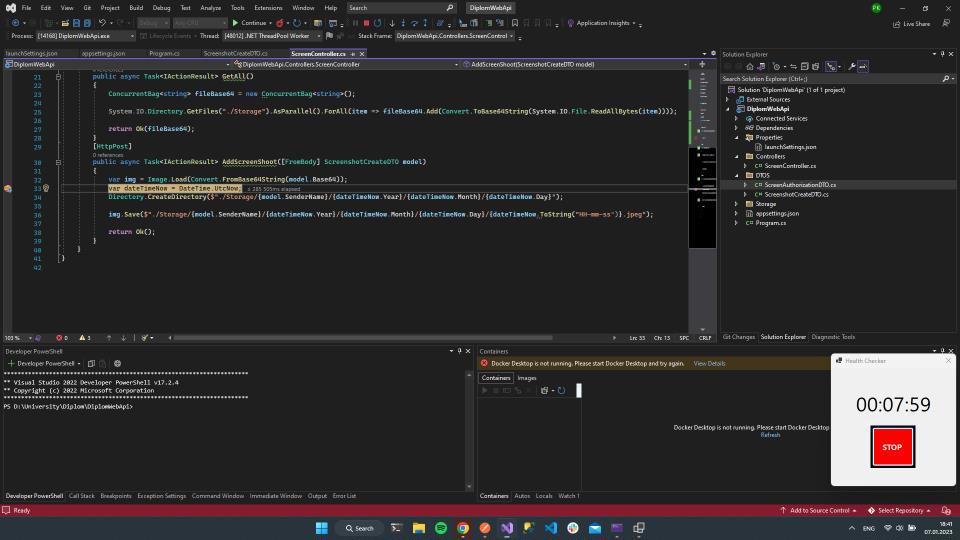 File Edit View Git Project Build Debug Test Analyze Tools Extensions Window Help Search DiplomWebApi PK
Debug Any CPU Continue Application Insights Live Share
Process: [14168] DiplomWebApi.exe Lifecycle Events Thread: [48012] .NET ThreadPool Worker Stack Frame: DiplomWebApi.Controllers.ScreenControl
launchSettings.json appsettings.json Program.cs ScreenshotCreateDTO.cs ScreenController.cs
DiplomWebApi DiplomWebApi.Controllers.ScreenController AddScreenShoot(ScreenshotCreateDTO model)
21 public async Task<IActionResult> GetAll()
22 {
23 ConcurrentBag<string> fileBase64 = new ConcurrentBag<string>();
24
25 System.IO.Directory.GetFiles("./Storage").AsParallel().ForAll(item => fileBase64.Add(Convert.ToBase64String(System.IO.File.ReadAllBytes(item))));
26
27 return Ok(fileBase64);
28 }
29 [HttpPost]
0 references
30 public async Task<IActionResult> AddScreenShoot([FromBody] ScreenshotCreateDTO model)
31 {
32 var img = Image.Load(Convert.FromBase64String(model.Base64));
33 var dateTimeNow = DateTime.UtcNow; ≤ 285 505ms elapsed
34 Directory.CreateDirectory($"./Storage/{model.SenderName}/{dateTimeNow.Year}/{dateTimeNow.Month}/{dateTimeNow.Day}");
35
36 img.Save($"./Storage/{model.SenderName}/{dateTimeNow.Year}/{dateTimeNow.Month}/{dateTimeNow.Day}/{dateTimeNow.ToString("HH-mm-ss")}.jpeg");
37
38 return Ok();
39 }
40 }
41 }
42
103 % 0 3 Ln: 33 Ch: 13 SPC CRLF
Solution Explorer
Search Solution Explorer (Ctrl+;)
Solution 'DiplomWebApi' (1 of 1 project)
External Sources
DiplomWebApi
Connected Services
Dependencies
Properties
launchSettings.json
Controllers
ScreenController.cs
DTOS
ScreenAuthorizationDTO.cs
ScreenshotCreateDTO.cs
Storage
appsettings.json
Program.cs
Git Changes Solution Explorer Diagnostic Tools
Developer PowerShell
Developer PowerShell
** Visual Studio 2022 Developer PowerShell v17.2.4
** Copyright (c) 2022 Microsoft Corporation
PS D:\University\Diplom\DiplomWebApi>
Developer PowerShell Call Stack Breakpoints Exception Settings Command Window Immediate Window Output Error List
Containers
Docker Desktop is not running. Please start Docker Desktop and try again. View Details
Containers Images
Docker Desktop is not running. Please start Docker
Refresh
Containers Autos Locals Watch 1
Health Checker
00:07:59
STOP
Ready Add to Source Control Select Repository
Search ENG 18:41
07.01.2023